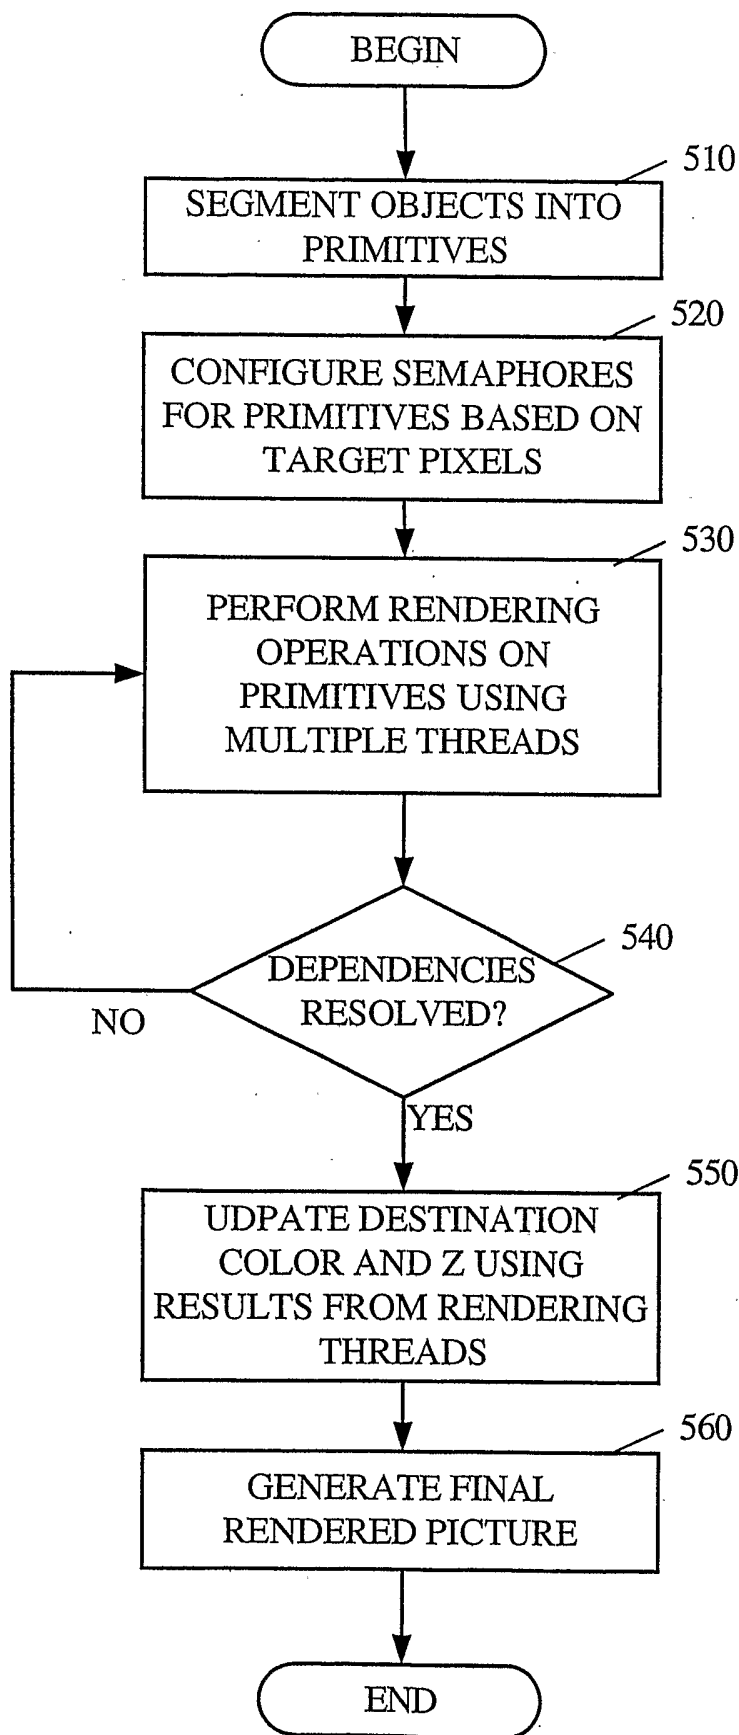 BEGIN
510
SEGMENT OBJECTS INTO
PRIMITIVES
520
CONFIGURE SEMAPHORES
FOR PRIMITIVES BASED ON
TARGET PIXELS
530
PERFORM RENDERING
OPERATIONS ON
PRIMITIVES USING
MULTIPLE THREADS
540
DEPENDENCIES
RESOLVED?
NO
YES
550
UDPATE DESTINATION
COLOR AND Z USING
RESULTS FROM RENDERING
THREADS
560
GENERATE FINAL
RENDERED PICTURE
END